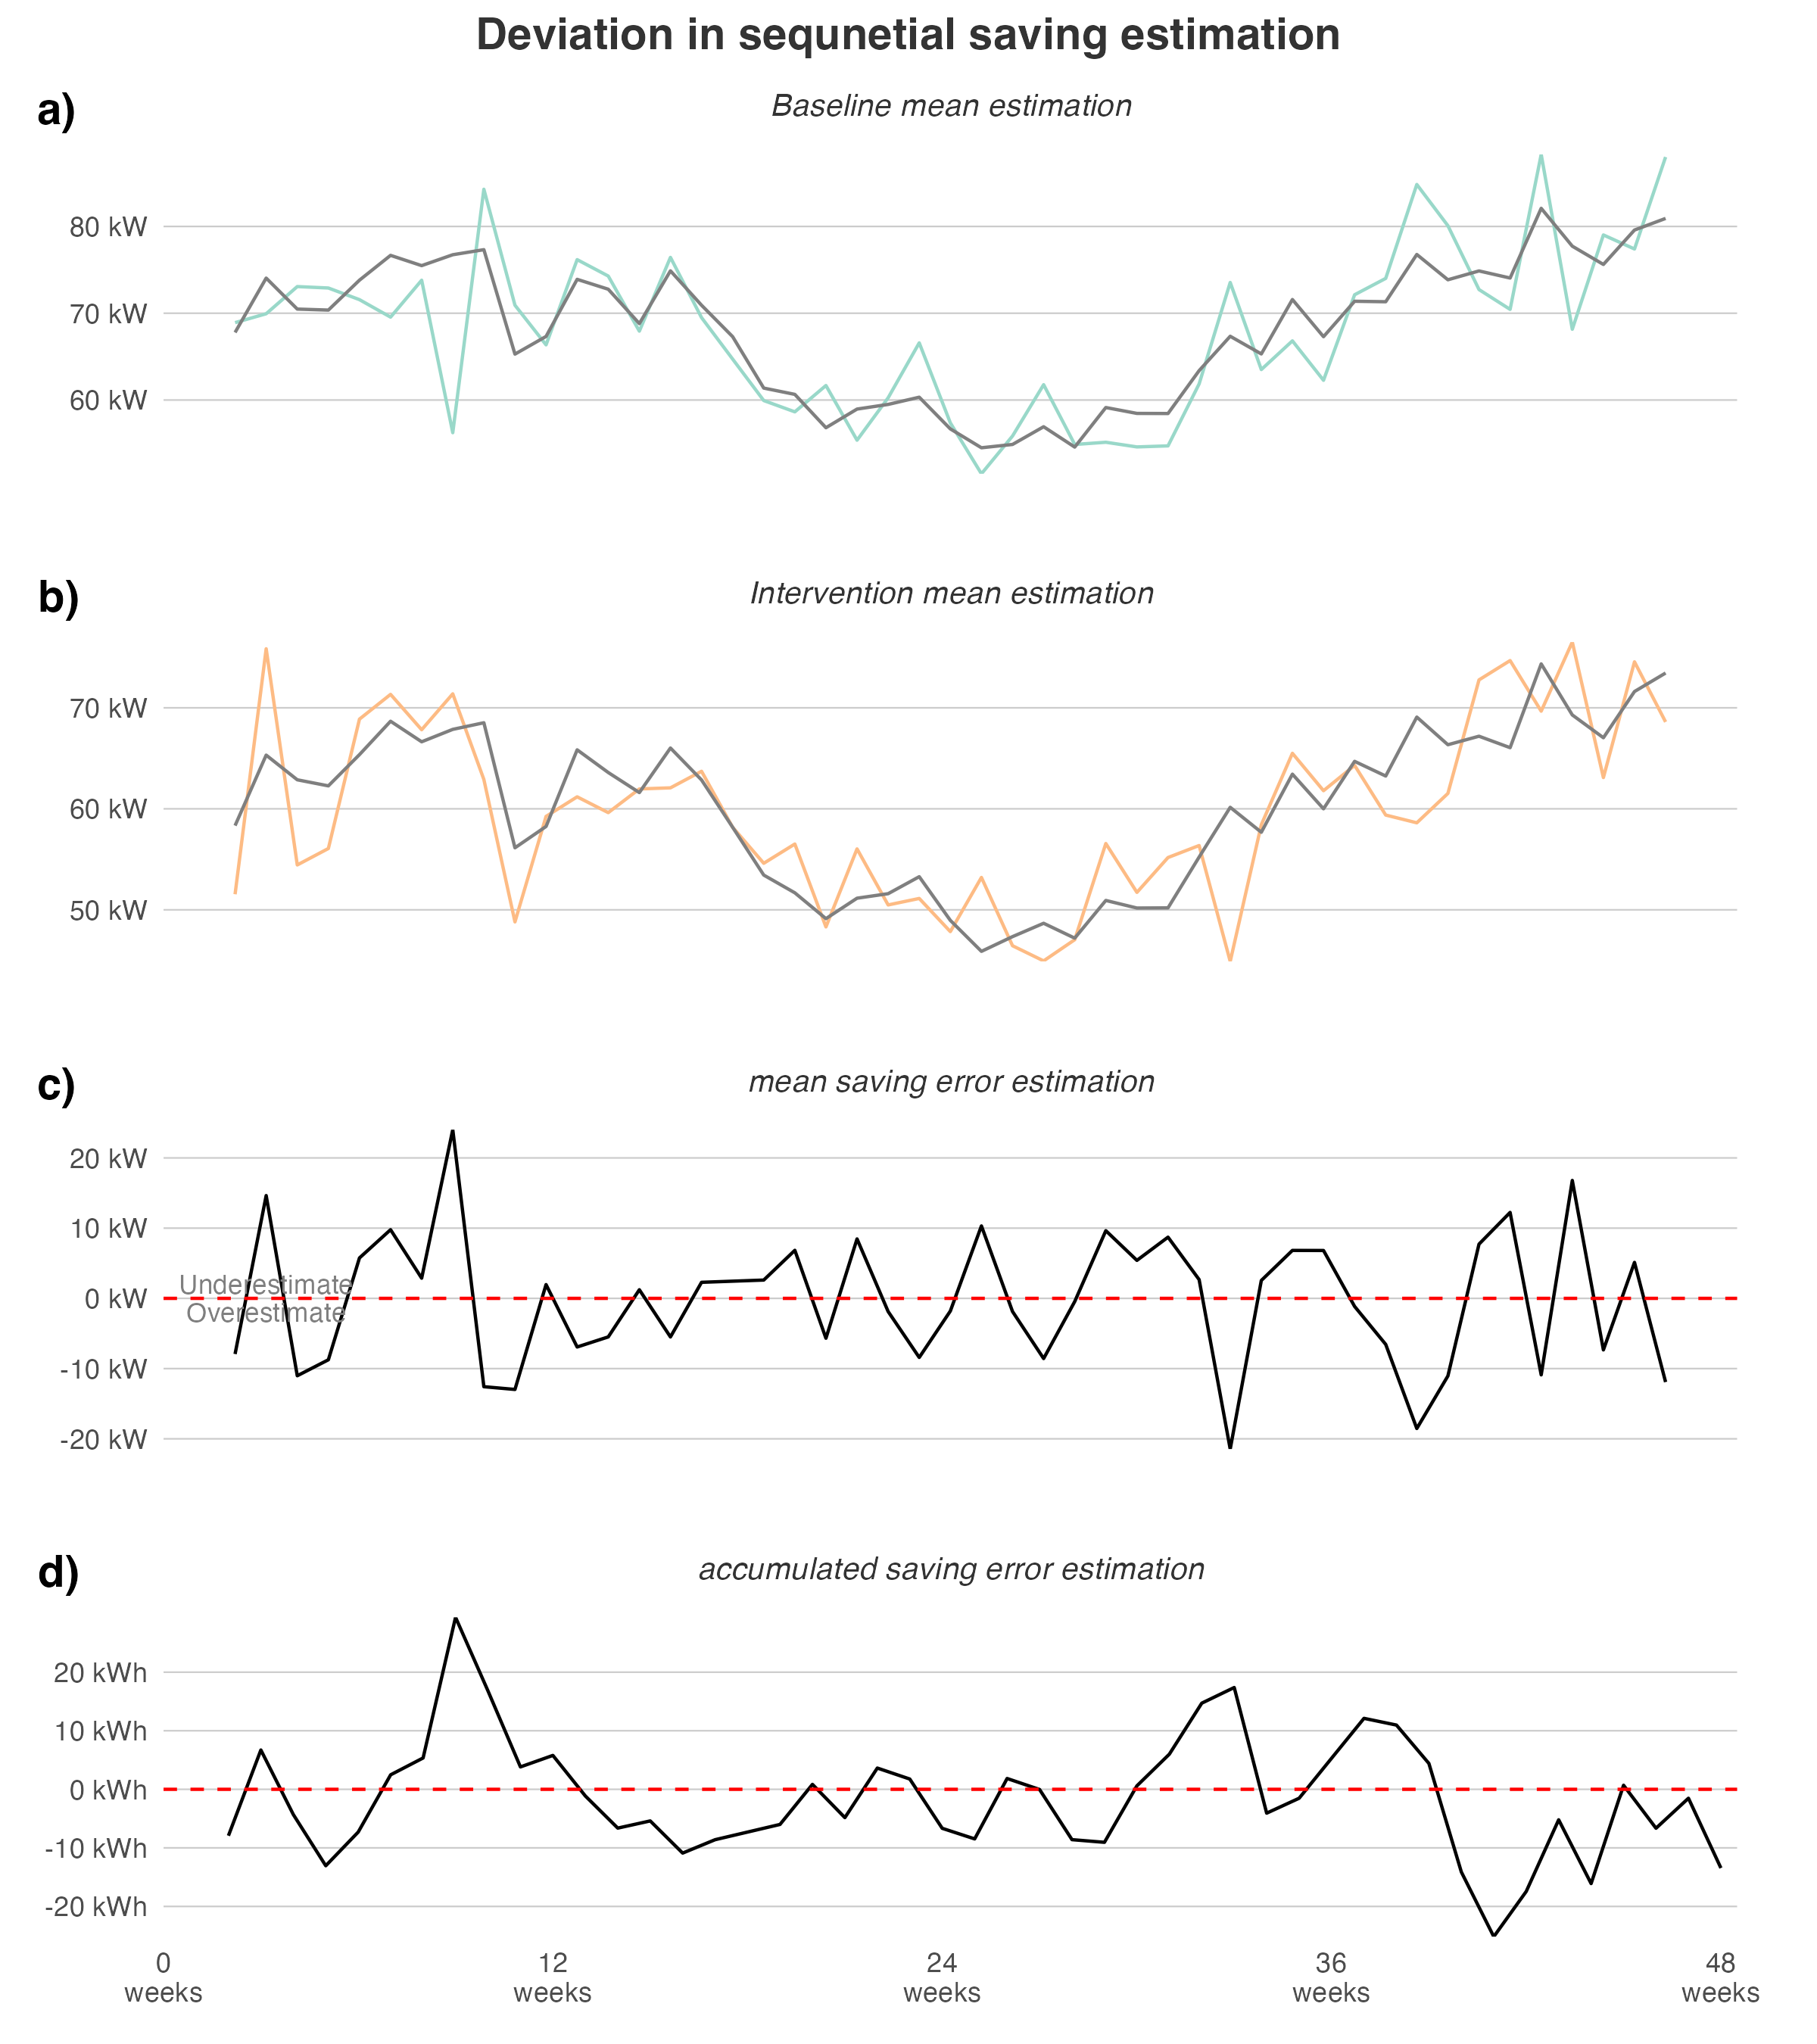 Deviation in sequnetial saving estimation
a)
Baseline mean estimation
80 kW
70 kW
60 kW
b)
Intervention mean estimation
70 kW
60 kW
50 kW
c)
mean saving error estimation
20 kW
10 kW
Underestimate
0 kW
Overestimate
-10 kW
-20 kW
d)
accumulated saving error estimation
20 kWh
10 kWh
0 kWh
-10 kWh
-20 kWh
0
weeks
12
weeks
24
weeks
36
weeks
48
weeks